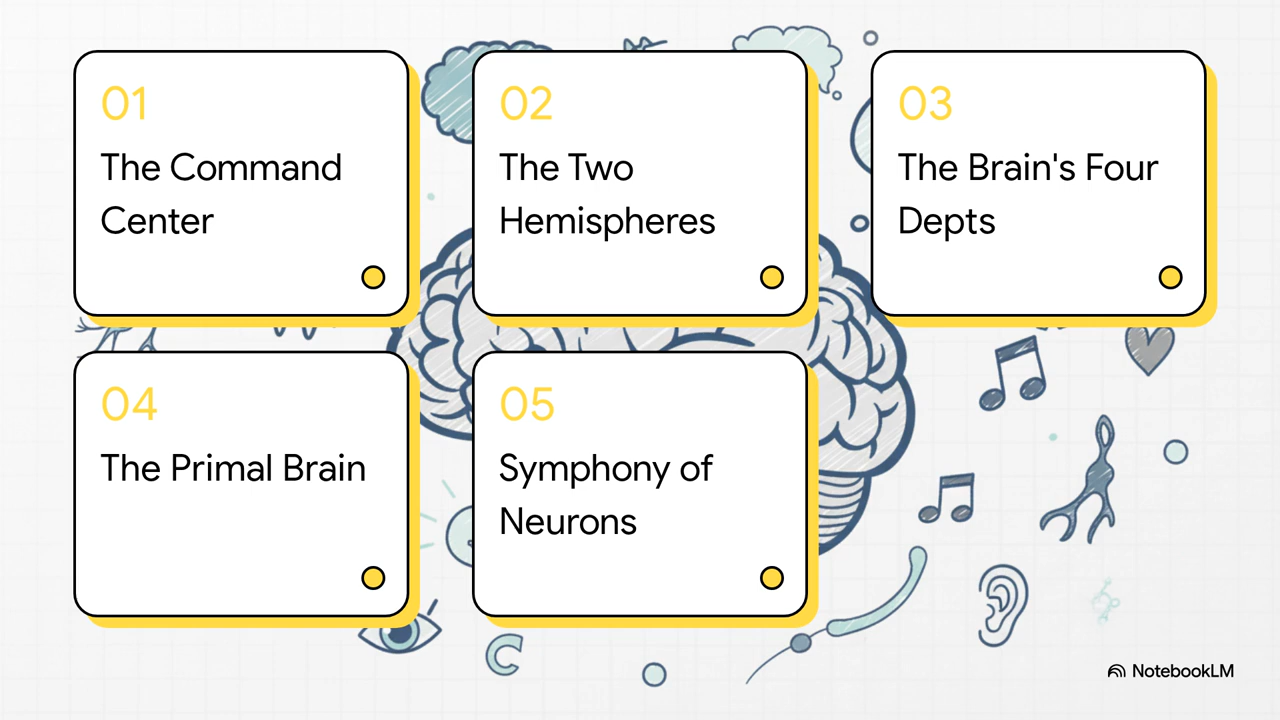 01
The Command
Center
02
The Two
Hemispheres
03
The Brain's Four
Depts
04
The Primal Brain
05
Symphony of
Neurons
C
NotebookLM